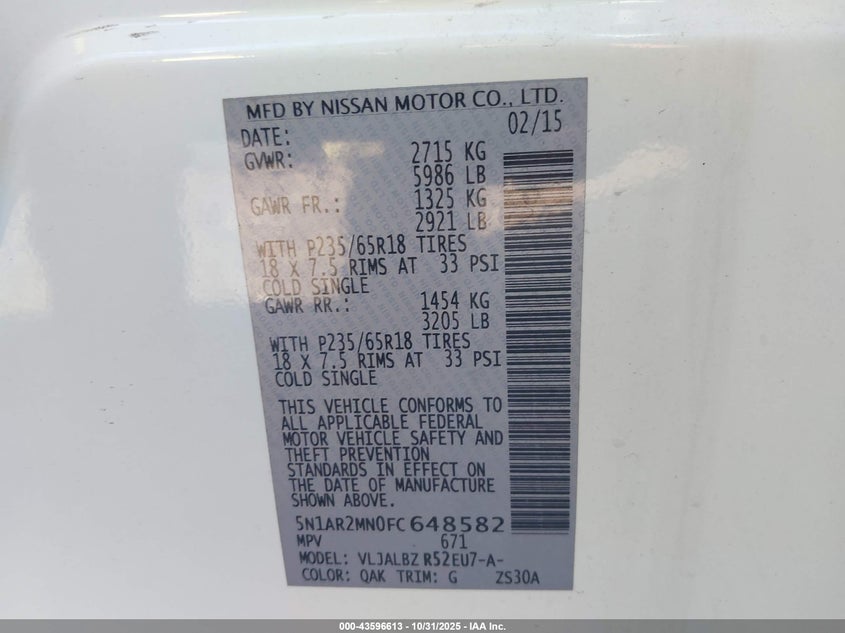 MFD BY NISSAN MOTOR CO., LTD.
DATE: 02/15
GVWR: 2715 KG
5986 LB
GAWR FR.: 1325 KG
2921 LB
WITH P235/65R18 TIRES
18 X 7.5 RIMS AT 33 PSI
COLD SINGLE
GAWR RR.: 1454 KG
3205 LB
WITH P235/65R18 TIRES
18 X 7.5 RIMS AT 33 PSI
COLD SINGLE
THIS VEHICLE CONFORMS TO
ALL APPLICABLE FEDERAL
MOTOR VEHICLE SAFETY AND
THEFT PREVENTION
STANDARDS IN EFFECT ON
THE DATE OF MANUFACTURE
SHOWN ABOVE.
5N1AR2MN0FC648582
MPV 671
MODEL: VLJALBZ R52EU7-A-
COLOR: QAK TRIM: G ZS30A
000-43596613 - 10/31/2025 - IAA Inc.